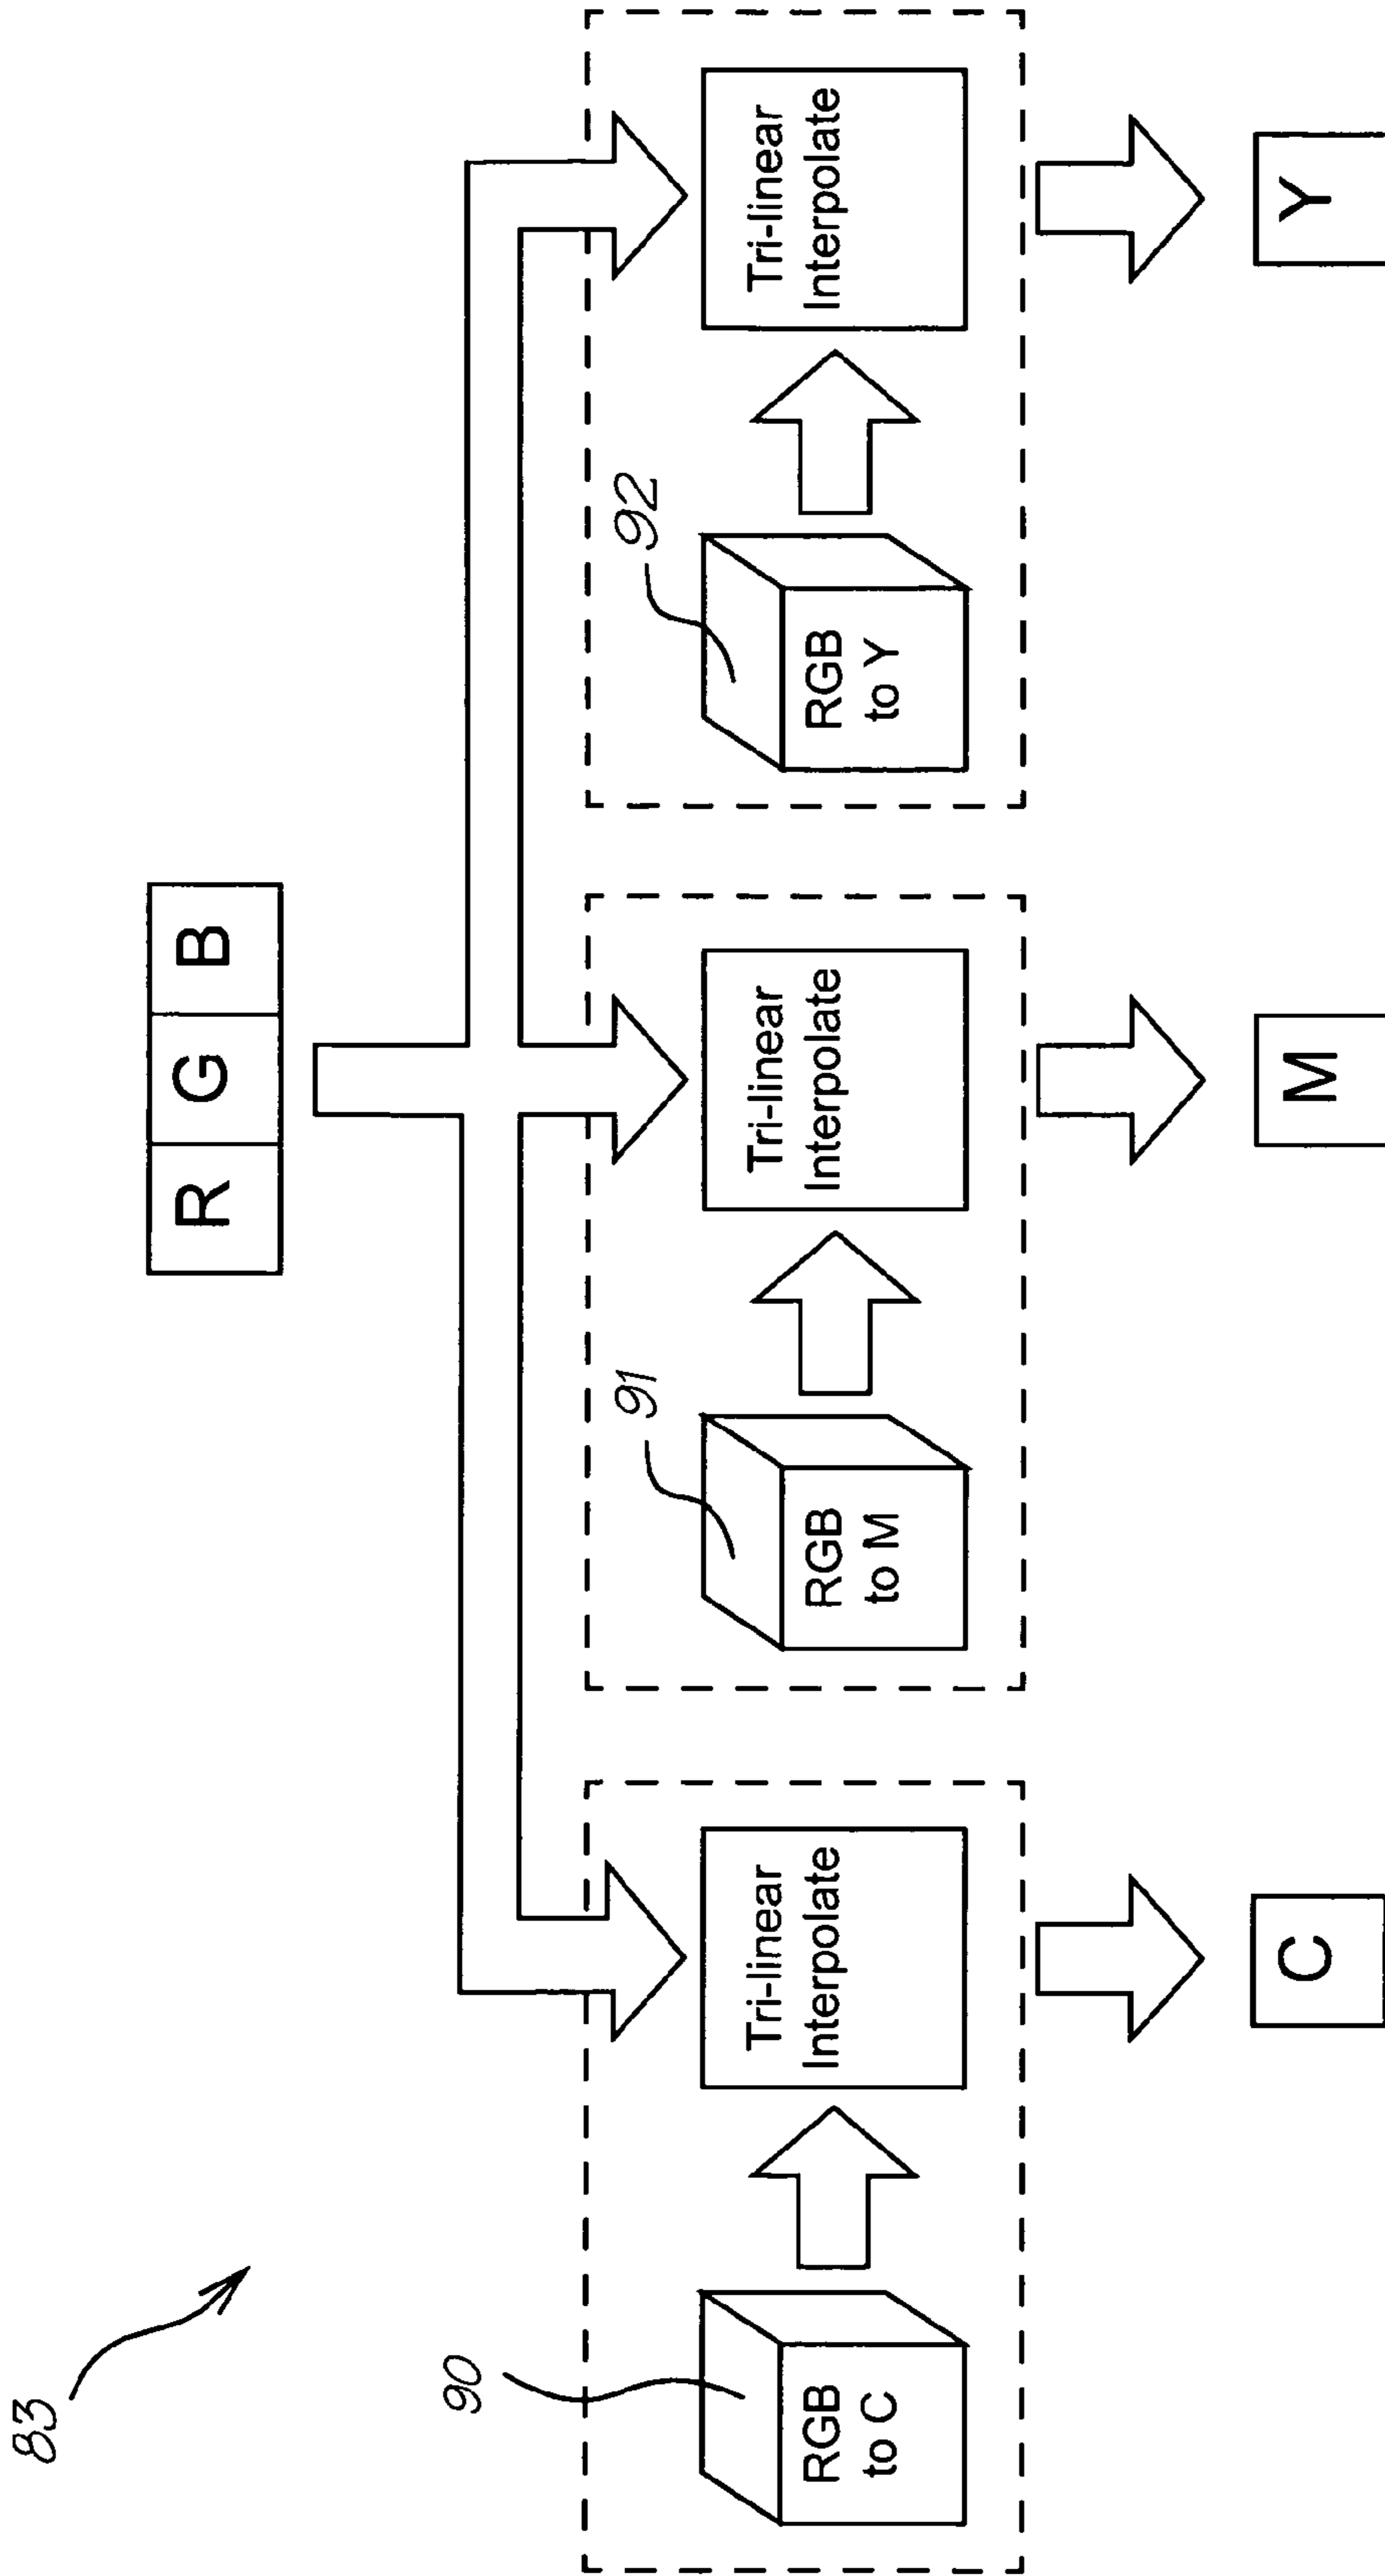 83
R G B
90
RGB
to C
Tri-linear
Interpolate
91
RGB
to M
Tri-linear
Interpolate
92
RGB
to Y
Tri-linear
Interpolate
C
M
Y